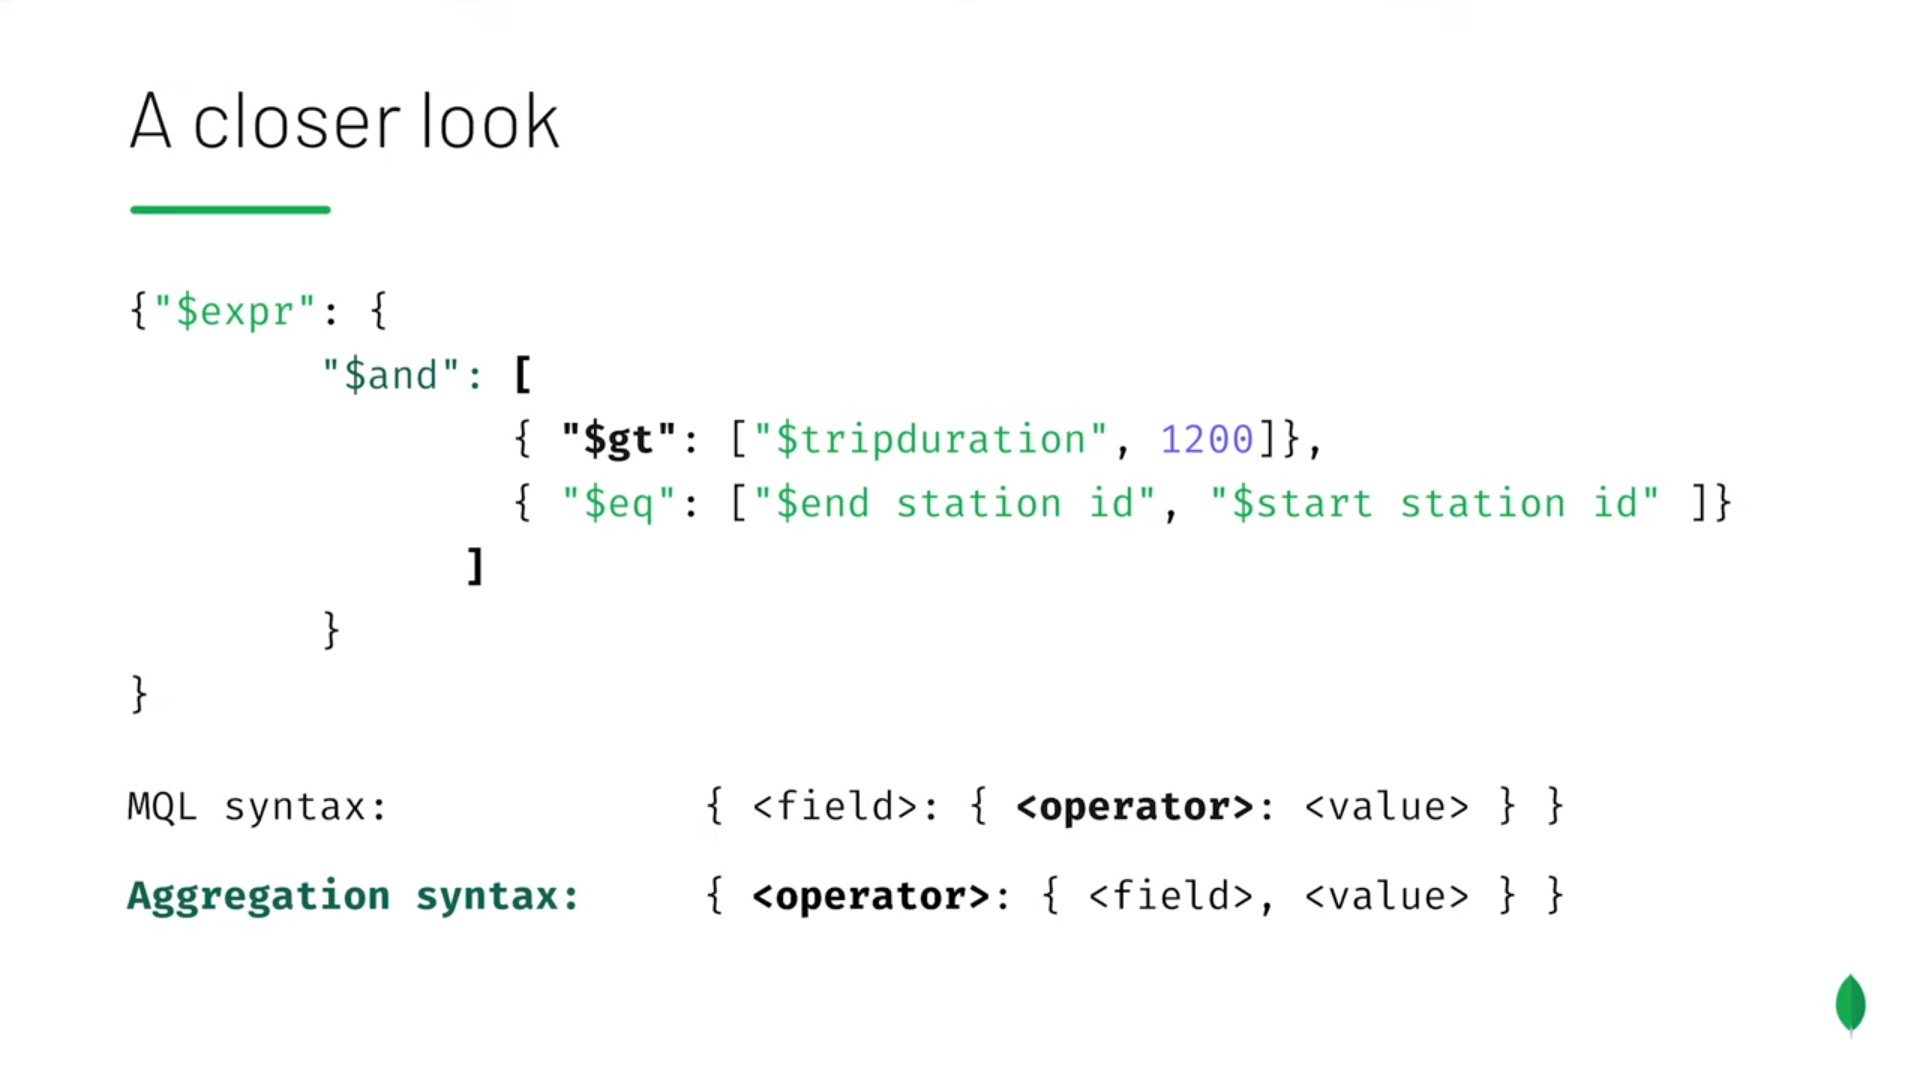 A closer look
{"$expr": {
"$and": [
{ "$gt": ["$tripduration", 1200]},
{ "$eq": ["$end station id", "$start station id" ]}
]
}
}
MQL syntax: { <field>: { <operator>: <value> } }
Aggregation syntax: { <operator>: { <field>, <value> } }